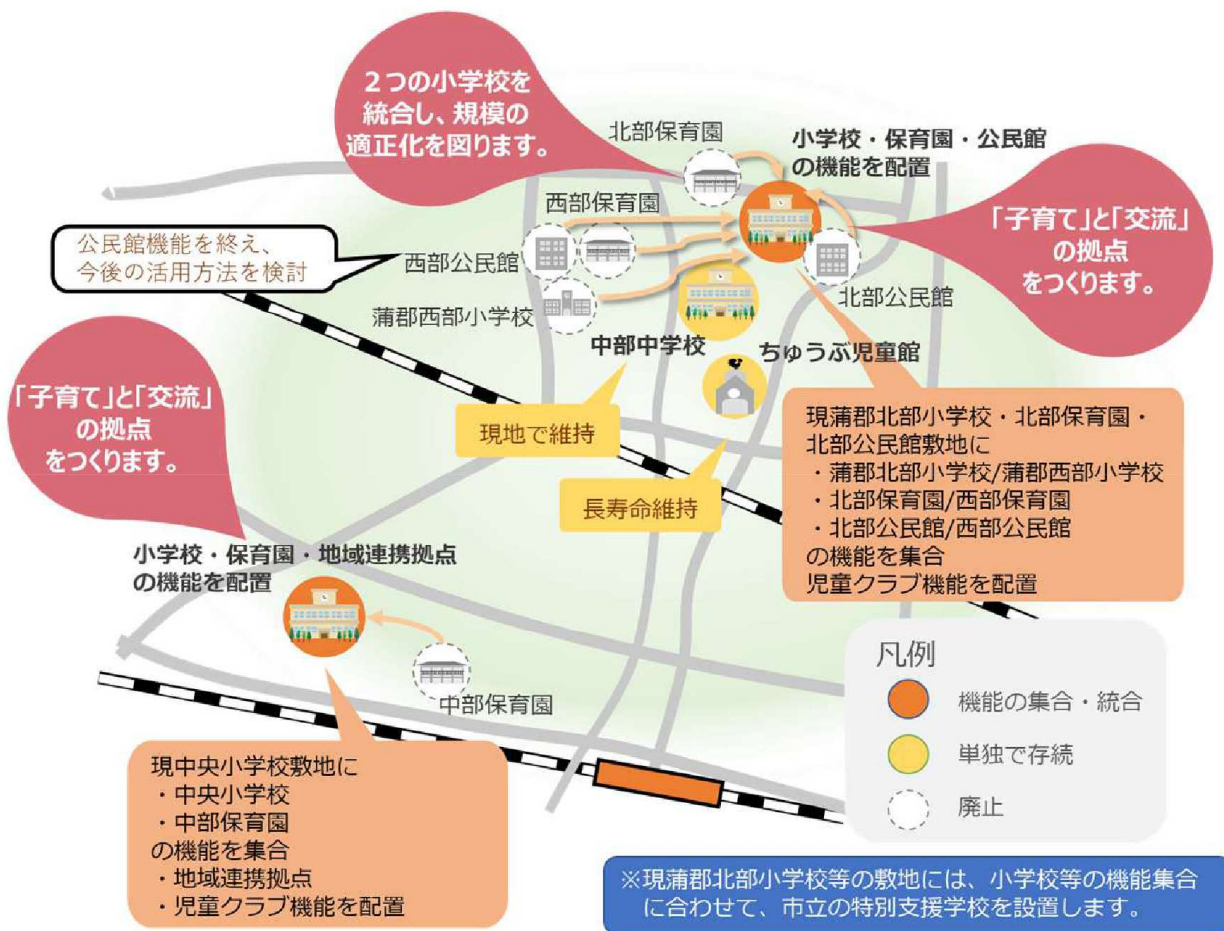 2つの小学校を
統合し、規模の
適正化を図ります。
北部保育園
小学校・保育園・公民館
の機能を配置
西部保育園
「子育て」と「交流」
の拠点
をつくります。
公民館機能を終え、
今後の活用方法を検討
西部公民館
北部公民館
蒲郡西部小学校
中部中学校
ちゅうぶ児童館
「子育て」と「交流」
の拠点
をつくります。
現地で維持
長寿命維持
現蒲郡北部小学校・北部保育園・
北部公民館敷地に
・蒲郡北部小学校/蒲郡西部小学校
・北部保育園/西部保育園
・北部公民館/西部公民館
の機能を集合
児童クラブ機能を配置
小学校・保育園・地域連携拠点
の機能を配置
中部保育園
現中央小学校敷地に
・中央小学校
・中部保育園
の機能を集合
・地域連携拠点
・児童クラブ機能を配置
凡例
機能の集合・統合
単独で存続
廃止
※現蒲郡北部小学校等の敷地には、小学校等の機能集合
に合わせて、市立の特別支援学校を設置します。